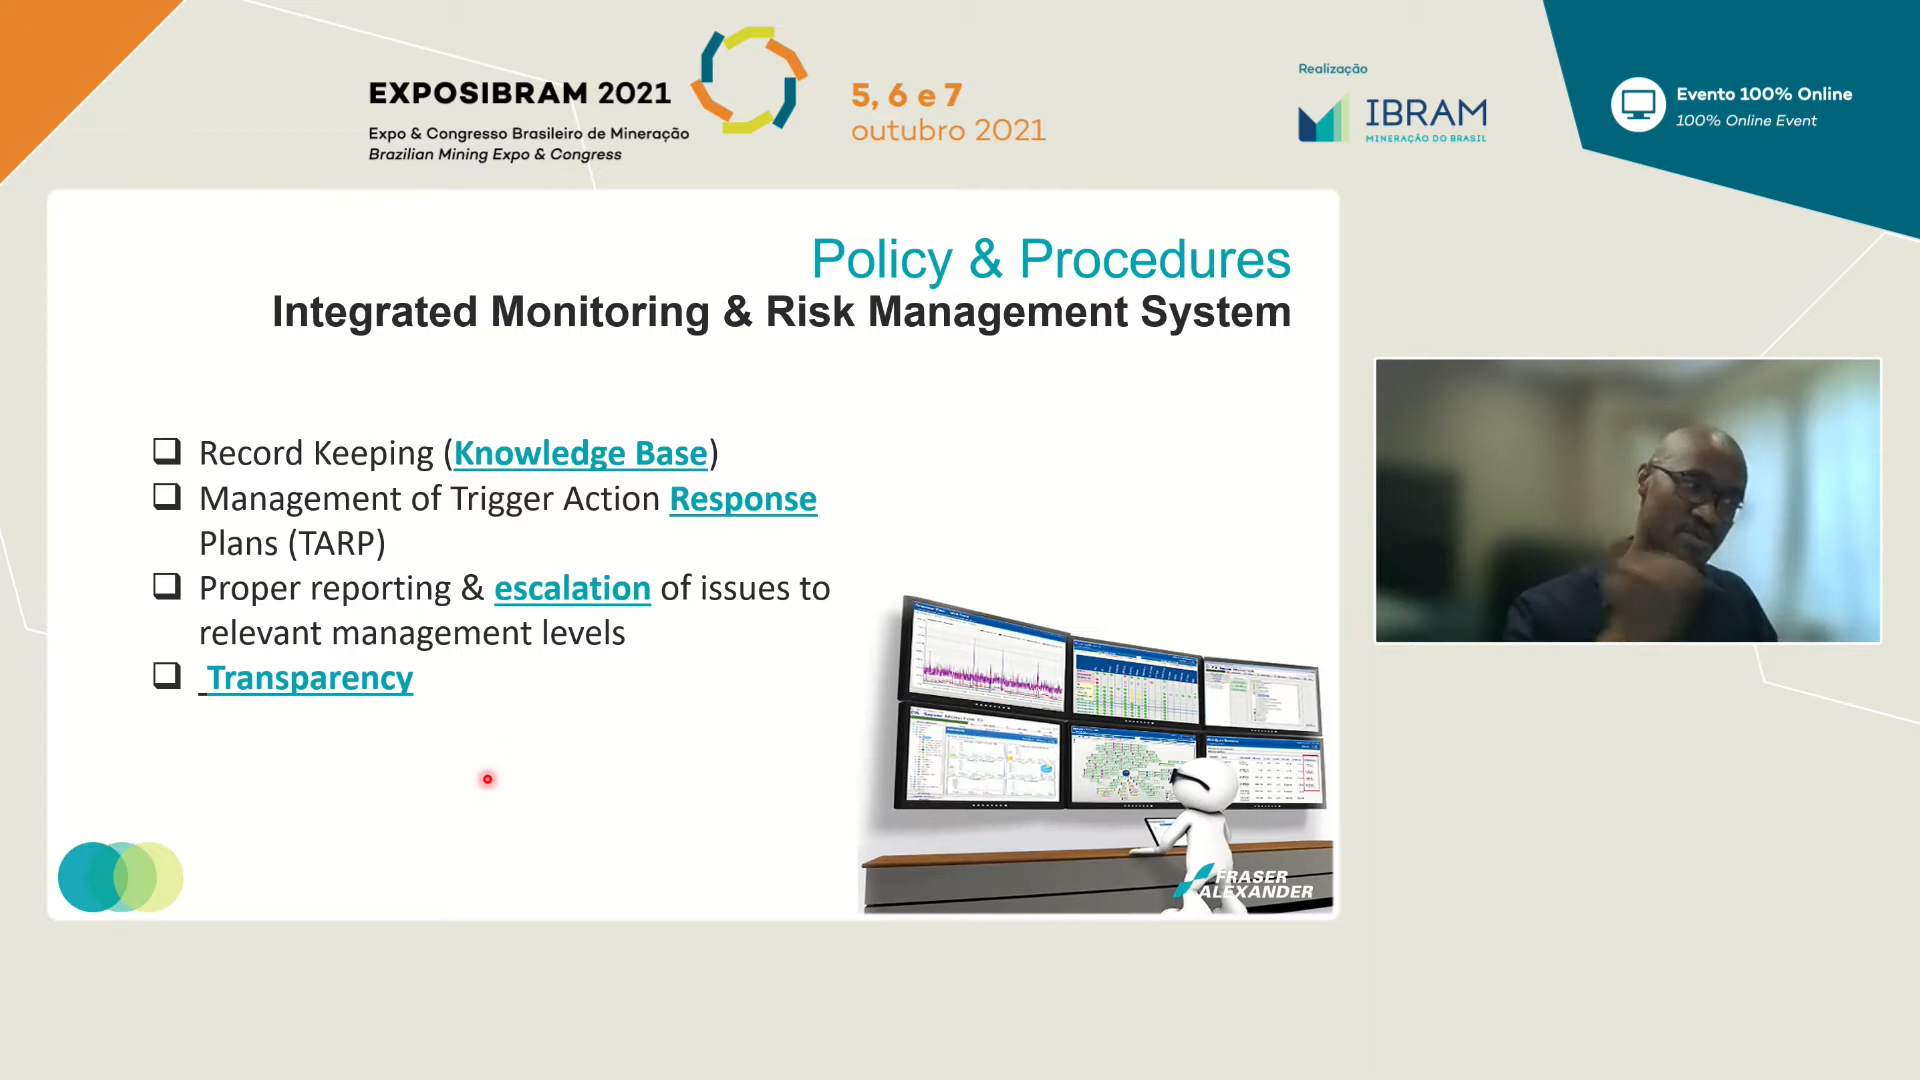 EXPOSIBRAM 2021
Expo & Congresso Brasileiro de Mineração
Brazilian Mining Expo & Congress
5, 6 e 7
outubro 2021
Realização
IBRAM
MINERAÇÃO DO BRASIL
Evento 100% Online
100% Online Event
Policy & Procedures
Integrated Monitoring & Risk Management System
Record Keeping (Knowledge Base)
Management of Trigger Action Response
Plans (TARP)
Proper reporting & escalation of issues to
relevant management levels
Transparency
FRASER
ALEXANDER